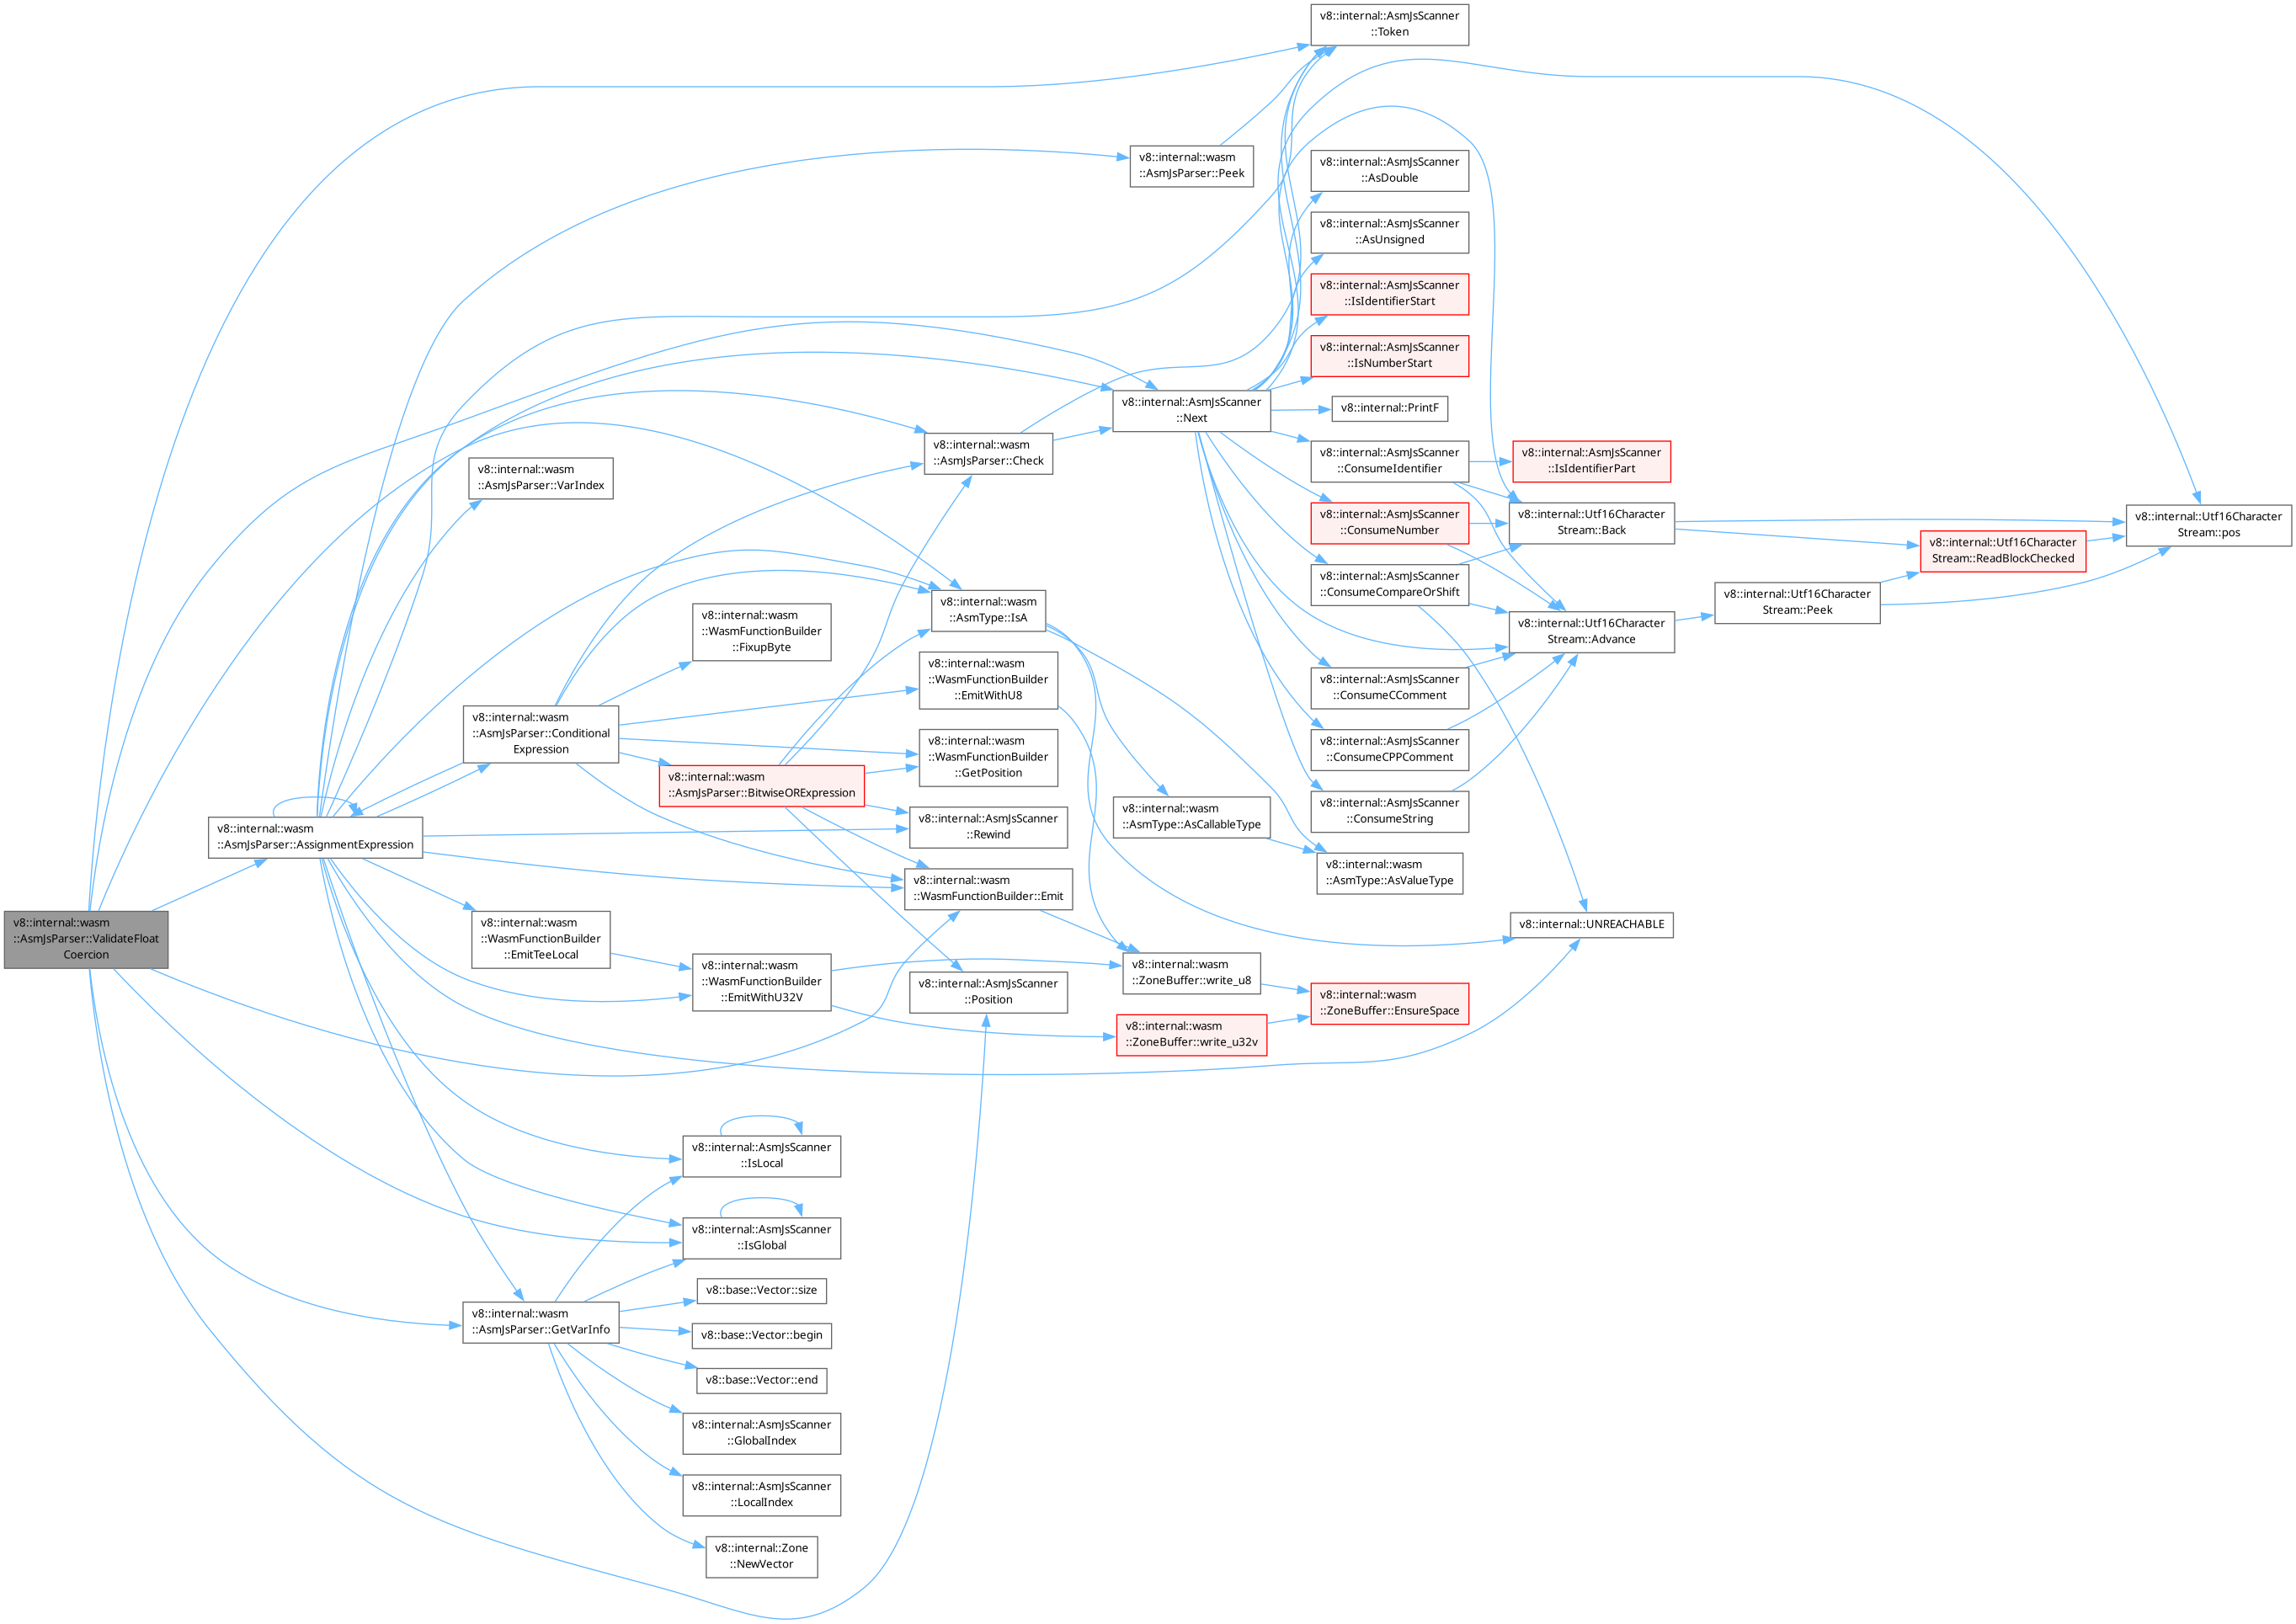 v8::internal::wasm
::AsmJsParser::ValidateFloat
Coercion
v8::internal::wasm
::AsmJsParser::AssignmentExpression
v8::internal::wasm
::AsmJsParser::VarIndex
v8::internal::wasm
::AsmJsParser::Conditional
Expression
v8::internal::wasm
::WasmFunctionBuilder
::EmitTeeLocal
v8::internal::wasm
::AsmJsParser::GetVarInfo
v8::internal::wasm
::WasmFunctionBuilder
::FixupByte
v8::internal::wasm
::AsmJsParser::BitwiseORExpression
v8::internal::wasm
::WasmFunctionBuilder
::EmitWithU32V
v8::internal::AsmJsScanner
::IsLocal
v8::internal::AsmJsScanner
::IsGlobal
v8::base::Vector::size
v8::base::Vector::begin
v8::base::Vector::end
v8::internal::AsmJsScanner
::GlobalIndex
v8::internal::AsmJsScanner
::LocalIndex
v8::internal::Zone
::NewVector
v8::internal::wasm
::AsmJsParser::Check
v8::internal::wasm
::AsmType::IsA
v8::internal::wasm
::WasmFunctionBuilder
::EmitWithU8
v8::internal::wasm
::WasmFunctionBuilder
::GetPosition
v8::internal::AsmJsScanner
::Rewind
v8::internal::wasm
::WasmFunctionBuilder::Emit
v8::internal::AsmJsScanner
::Position
v8::internal::wasm
::AsmJsParser::Peek
v8::internal::AsmJsScanner
::Next
v8::internal::wasm
::AsmType::AsCallableType
v8::internal::wasm
::ZoneBuffer::write_u8
v8::internal::wasm
::ZoneBuffer::write_u32v
v8::internal::AsmJsScanner
::Token
v8::internal::AsmJsScanner
::AsDouble
v8::internal::AsmJsScanner
::AsUnsigned
v8::internal::AsmJsScanner
::IsIdentifierStart
v8::internal::AsmJsScanner
::IsNumberStart
v8::internal::PrintF
v8::internal::AsmJsScanner
::ConsumeIdentifier
v8::internal::AsmJsScanner
::ConsumeNumber
v8::internal::AsmJsScanner
::ConsumeCompareOrShift
v8::internal::AsmJsScanner
::ConsumeCComment
v8::internal::AsmJsScanner
::ConsumeCPPComment
v8::internal::AsmJsScanner
::ConsumeString
v8::internal::wasm
::AsmType::AsValueType
v8::internal::wasm
::ZoneBuffer::EnsureSpace
v8::internal::AsmJsScanner
::IsIdentifierPart
v8::internal::Utf16Character
Stream::Back
v8::internal::Utf16Character
Stream::Advance
v8::internal::UNREACHABLE
v8::internal::Utf16Character
Stream::Peek
v8::internal::Utf16Character
Stream::ReadBlockChecked
v8::internal::Utf16Character
Stream::pos